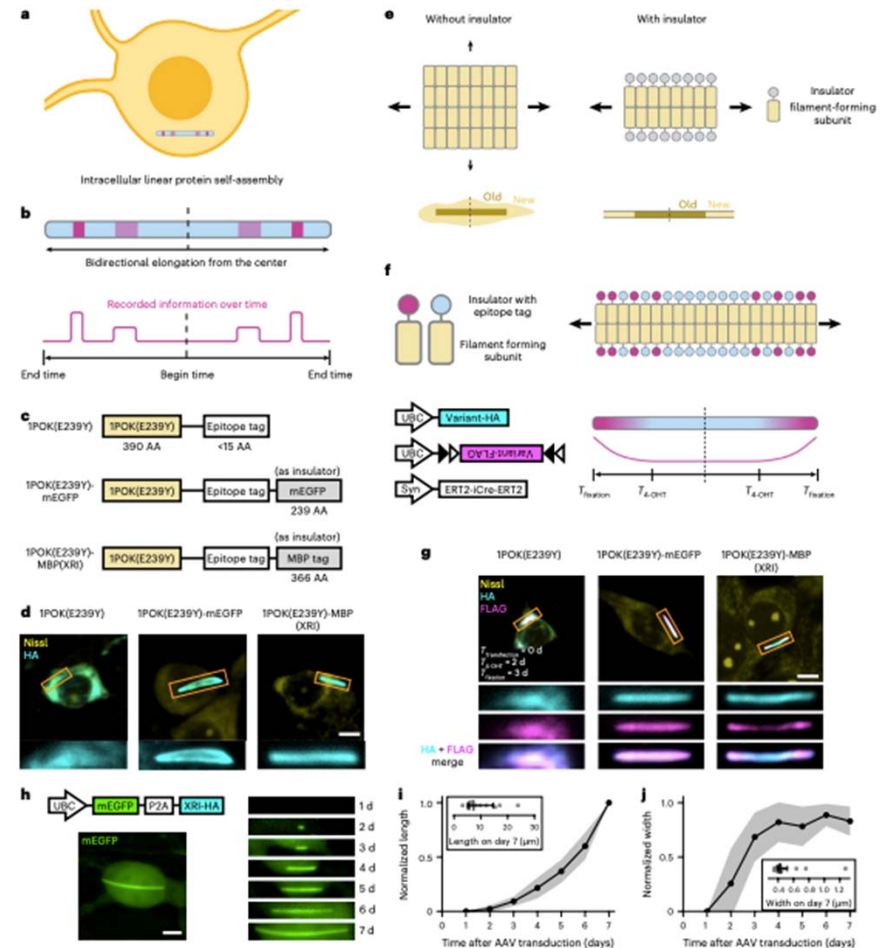 a
Intracellular linear protein self-assembly
b
Bidirectional elongation from the center
Recorded information over time
End time
Begin time
End time
c
1POK(E239Y)
1POK(E239Y)
Epitope tag
390 AA
<15 AA
1POK(E239Y)-
mEGFP
1POK(E239Y)
Epitope tag
(as insulator)
mEGFP
239 AA
1POK(E239Y)-
MBP(XRI)
1POK(E239Y)
Epitope tag
(as insulator)
MBP tag
366 AA
d
1POK(E239Y)
1POK(E239Y)-mEGFP
1POK(E239Y)-MBP
(XRI)
Nissl
HA
e
Without insulator
With insulator
Insulator
filament-forming
subunit
Old
New
Old
New
f
Insulator with
epitope tag
Filament forming
subunit
UBC
Variant-HA
UBC
Variant-FLAG
Syn
ERT2-iCre-ERT2
Tfixation
T4-OHT
T4-OHT
Tfixation
g
1POK(E239Y)
1POK(E239Y)-mEGFP
1POK(E239Y)-MBP
(XRI)
Nissl
HA
FLAG
Ttransfection = 0 d
T4-OHT = 2 d
Tfixation = 3 d
HA + FLAG
merge
h
UBC
mEGFP
P2A
XRI-HA
mEGFP
1 d
2 d
3 d
4 d
5 d
6 d
7 d
i
Normalized length
1.0
0.5
0
0 10 20 30
Length on day 7 (μm)
0 1 2 3 4 5 6 7
Time after AAV transduction (days)
j
Normalized width
1.0
0.5
0
0.4 0.6 0.8 1.0 1.2
Width on day 7 (μm)
0 1 2 3 4 5 6 7
Time after AAV transduction (days)